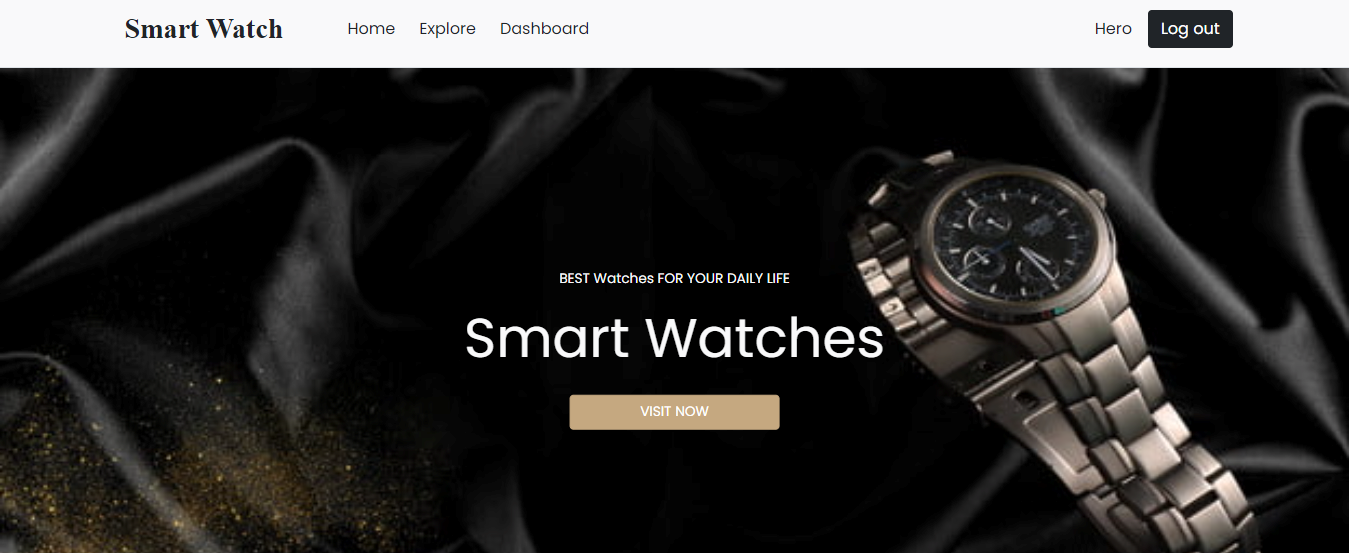 Smart Watch Home Explore Dashboard Hero Log out
BEST Watches FOR YOUR DAILY LIFE
Smart Watches
VISIT NOW